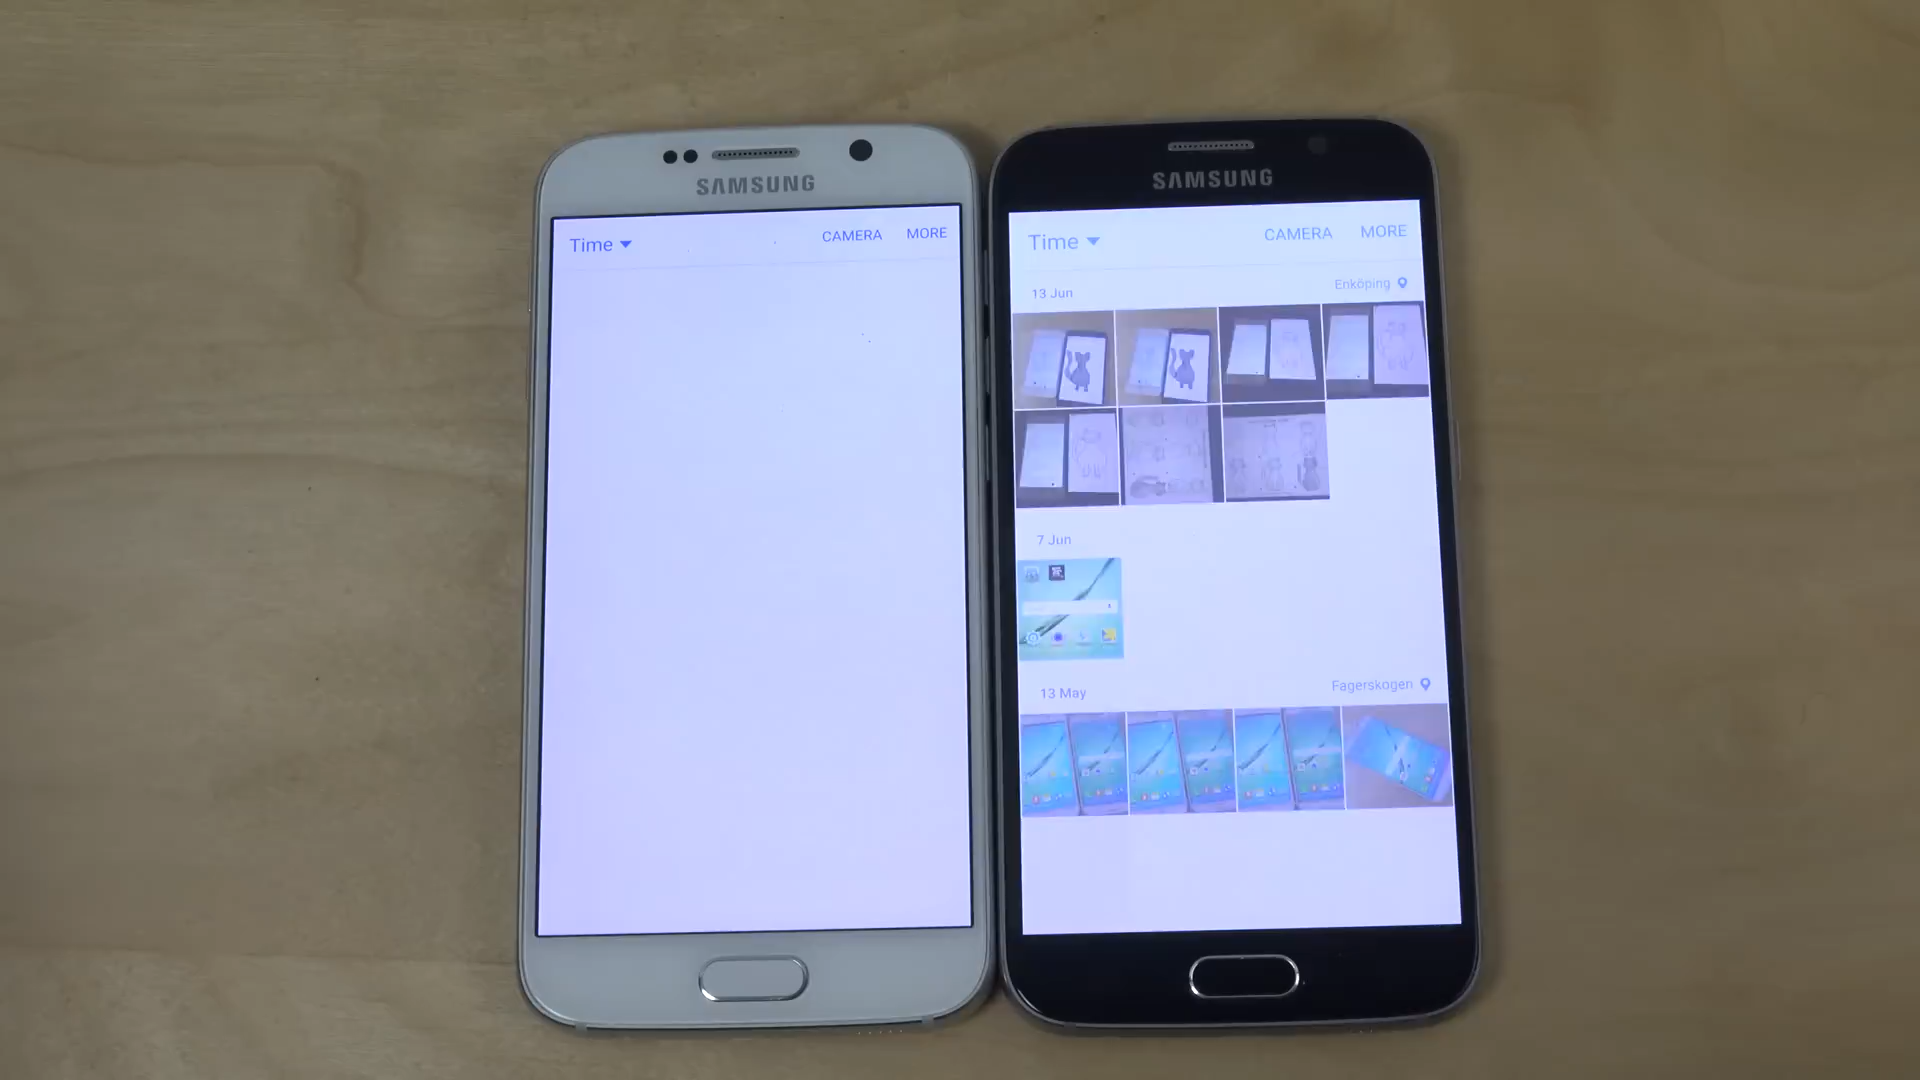 SAMSUNG
Time
CAMERA
MORE
SAMSUNG
Time
CAMERA
MORE
13 Jun
Enköping
7 Jun
13 May
Fagerskogen